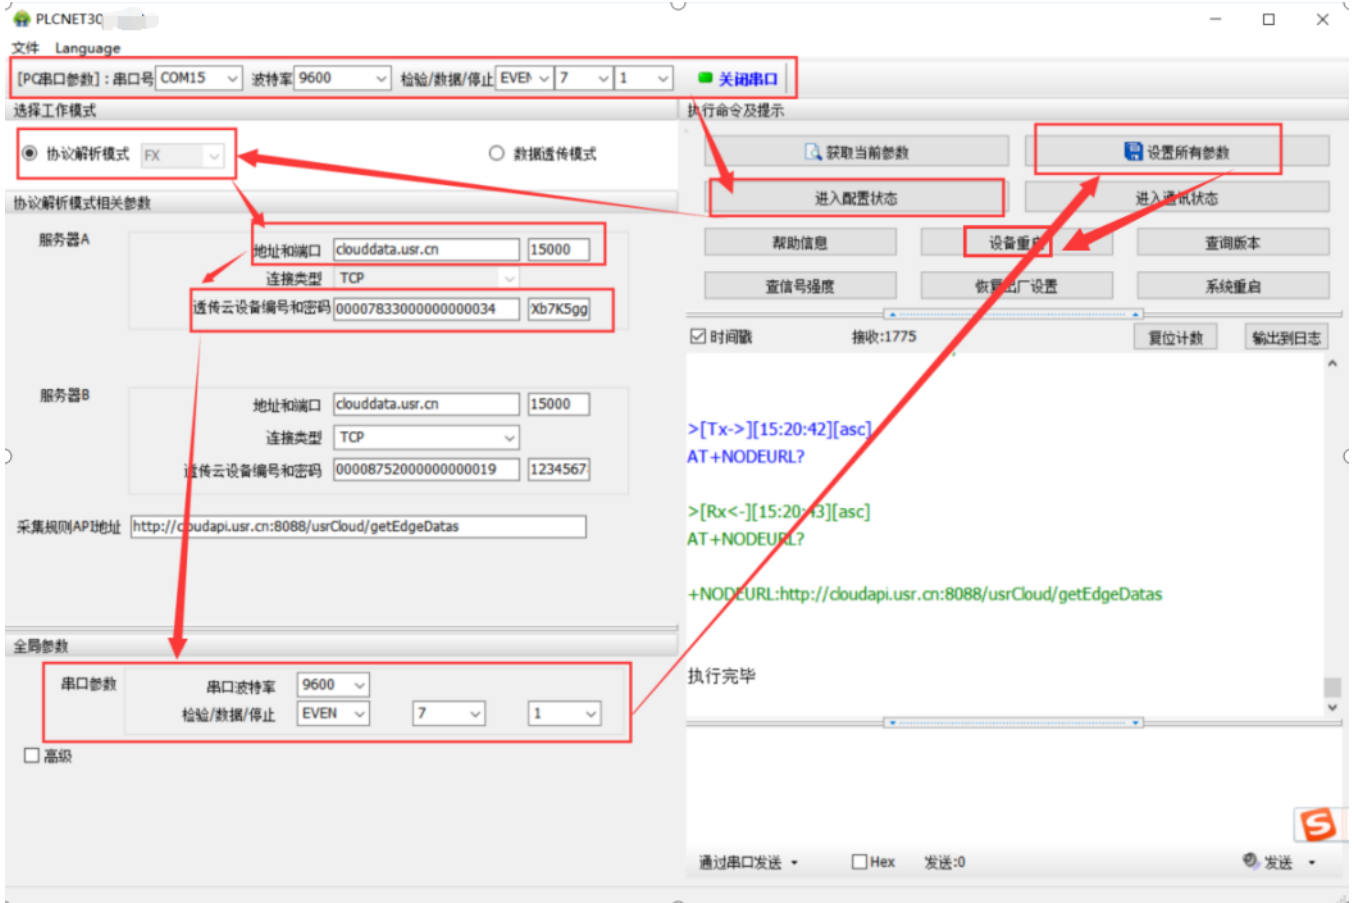 PLCNET30
文件 Language
[PC串口参数]：串口号 COM15 波特率 9600 检验/数据/停止 EVEN 7 1 关闭串口
选择工作模式
协议解析模式 FX 数据透传模式
协议解析模式相关参数
服务器A
地址和端口 clouddata.usr.cn 15000
连接类型 TCP
透传云设备编号和密码 00007833000000000034 Xb7K5gg
服务器B
地址和端口 clouddata.usr.cn 15000
连接类型 TCP
透传云设备编号和密码 00008752000000000019 1234567
采集规则API地址 http://cloudapi.usr.cn:8088/usrCloud/getEdgeDatas
全局参数
串口参数
串口波特率 9600
检验/数据/停止 EVEN 7 1
高级
执行命令及提示
获取当前参数 设置所有参数
进入配置状态 进入通讯状态
帮助信息 设备重启 查询版本
查信号强度 恢复出厂设置 系统重启
时间戳 接收:1775 复位计数 输出到日志
>[Tx->][15:20:42][asc]
AT+NODEURL?
>[Rx<-][15:20:43][asc]
AT+NODEURL?
+NODEURL:http://cloudapi.usr.cn:8088/usrCloud/getEdgeDatas
执行完毕
通过串口发送 Hex 发送:0 发送